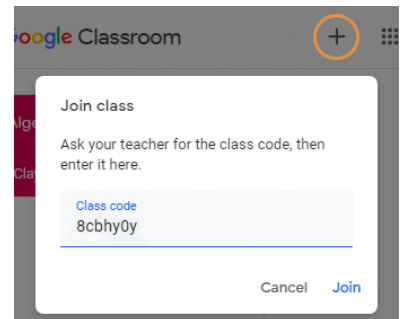 oogle Classroom
Join class
Alge
Ask your teacher for the class code, then
enter it here.
Cla
Class code
8cbhy0y
Cancel Join